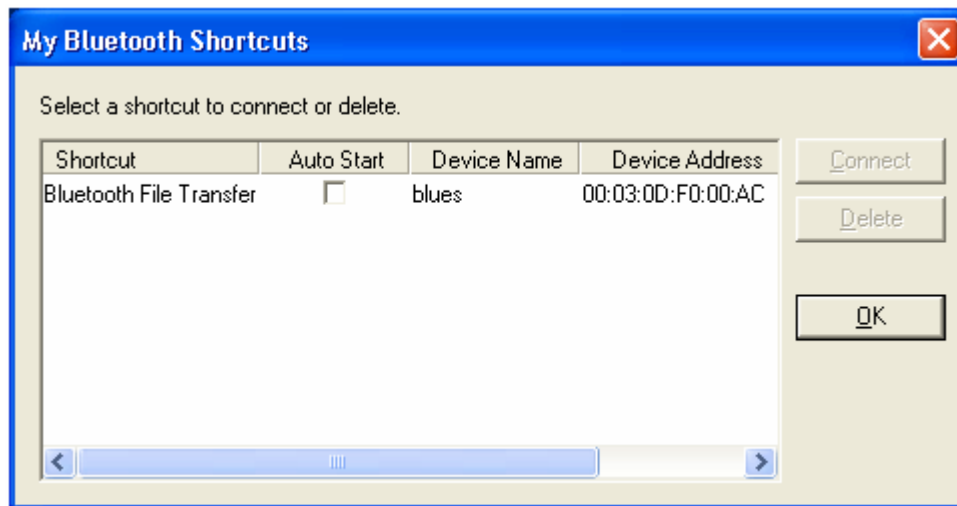 My Bluetooth Shortcuts
Select a shortcut to connect or delete.
Shortcut Auto Start Device Name Device Address
Bluetooth File Transfer blues 00:03:0D:F0:00:AC
Connect
Delete
OK